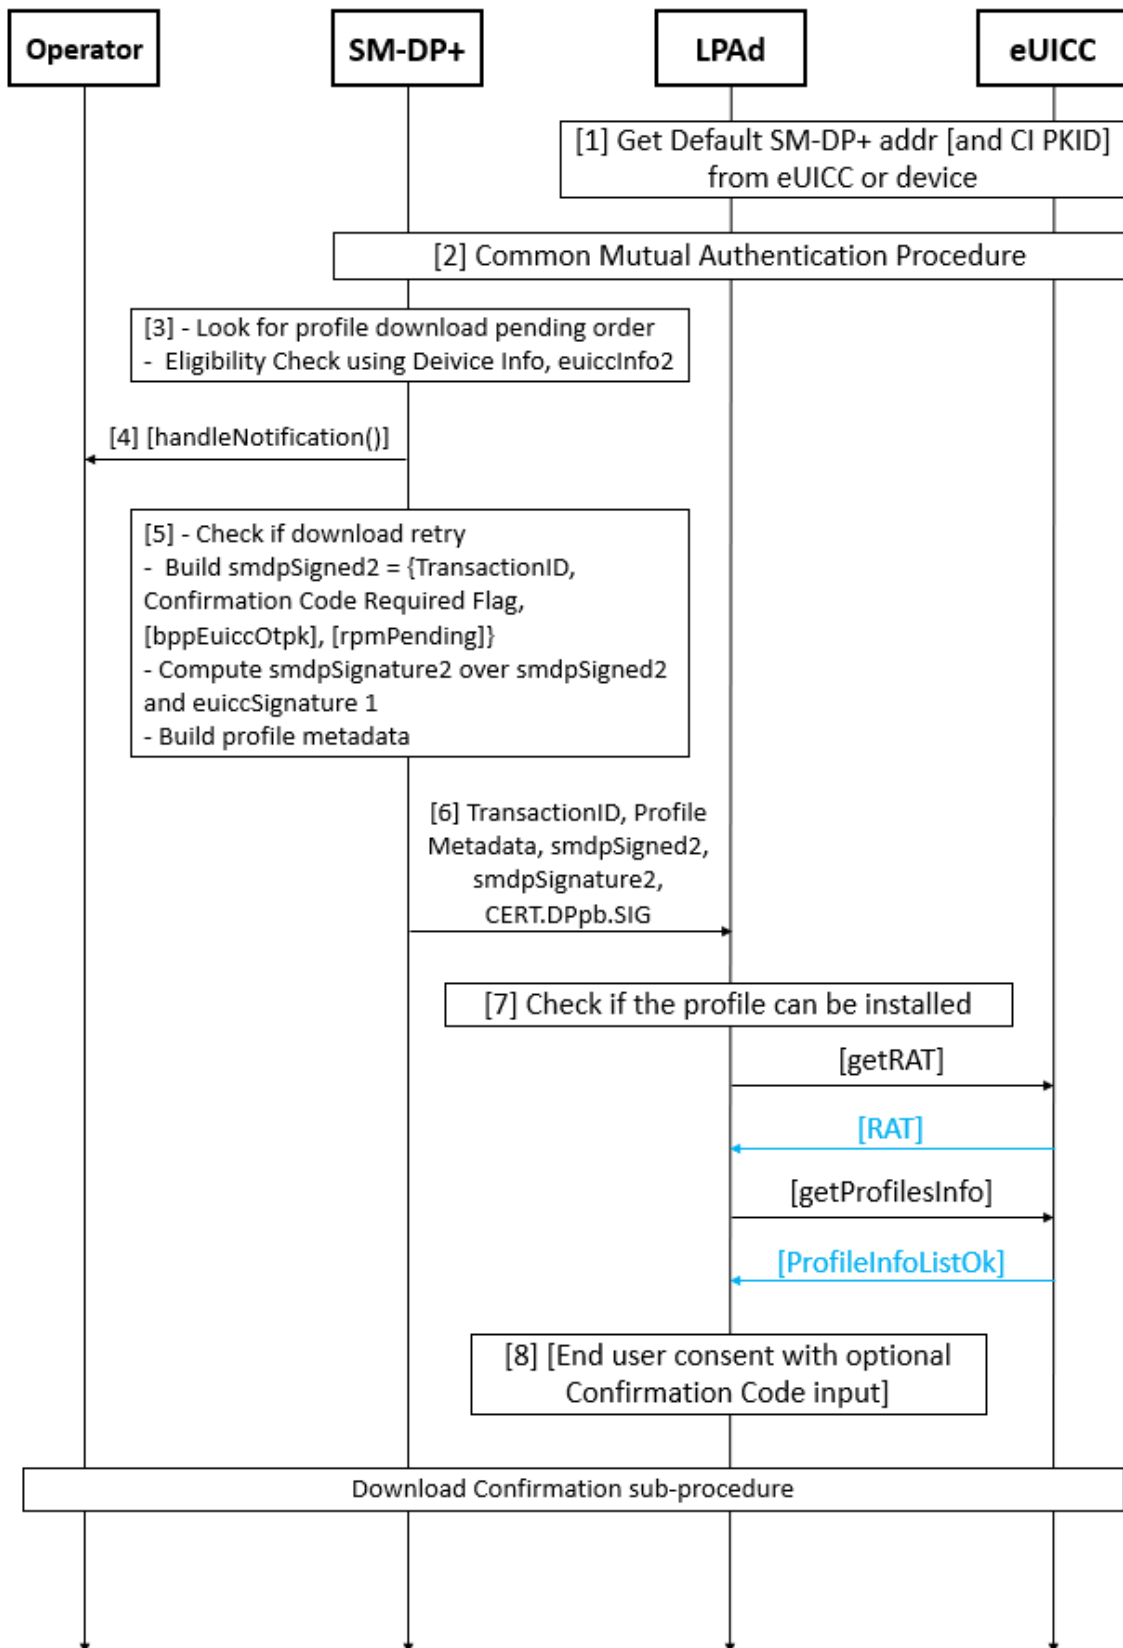 Operator
SM-DP+
LPAd
eUICC
[1] Get Default SM-DP+ addr [and CI PKID]
from eUICC or device
[2] Common Mutual Authentication Procedure
[3] - Look for profile download pending order
- Eligibility Check using Deivice Info, euiccInfo2
[4] [handleNotification()]
[5] - Check if download retry
- Build smdpSigned2 = {TransactionID,
Confirmation Code Required Flag,
[bppEuiccOtpk], [rpmPending]}
- Compute smdpSignature2 over smdpSigned2
and euiccSignature 1
- Build profile metadata
[6] TransactionID, Profile
Metadata, smdpSigned2,
smdpSignature2,
CERT.DPpb.SIG
[7] Check if the profile can be installed
[getRAT]
[RAT]
[getProfilesInfo]
[ProfileInfoListOk]
[8] [End user consent with optional
Confirmation Code input]
Download Confirmation sub-procedure